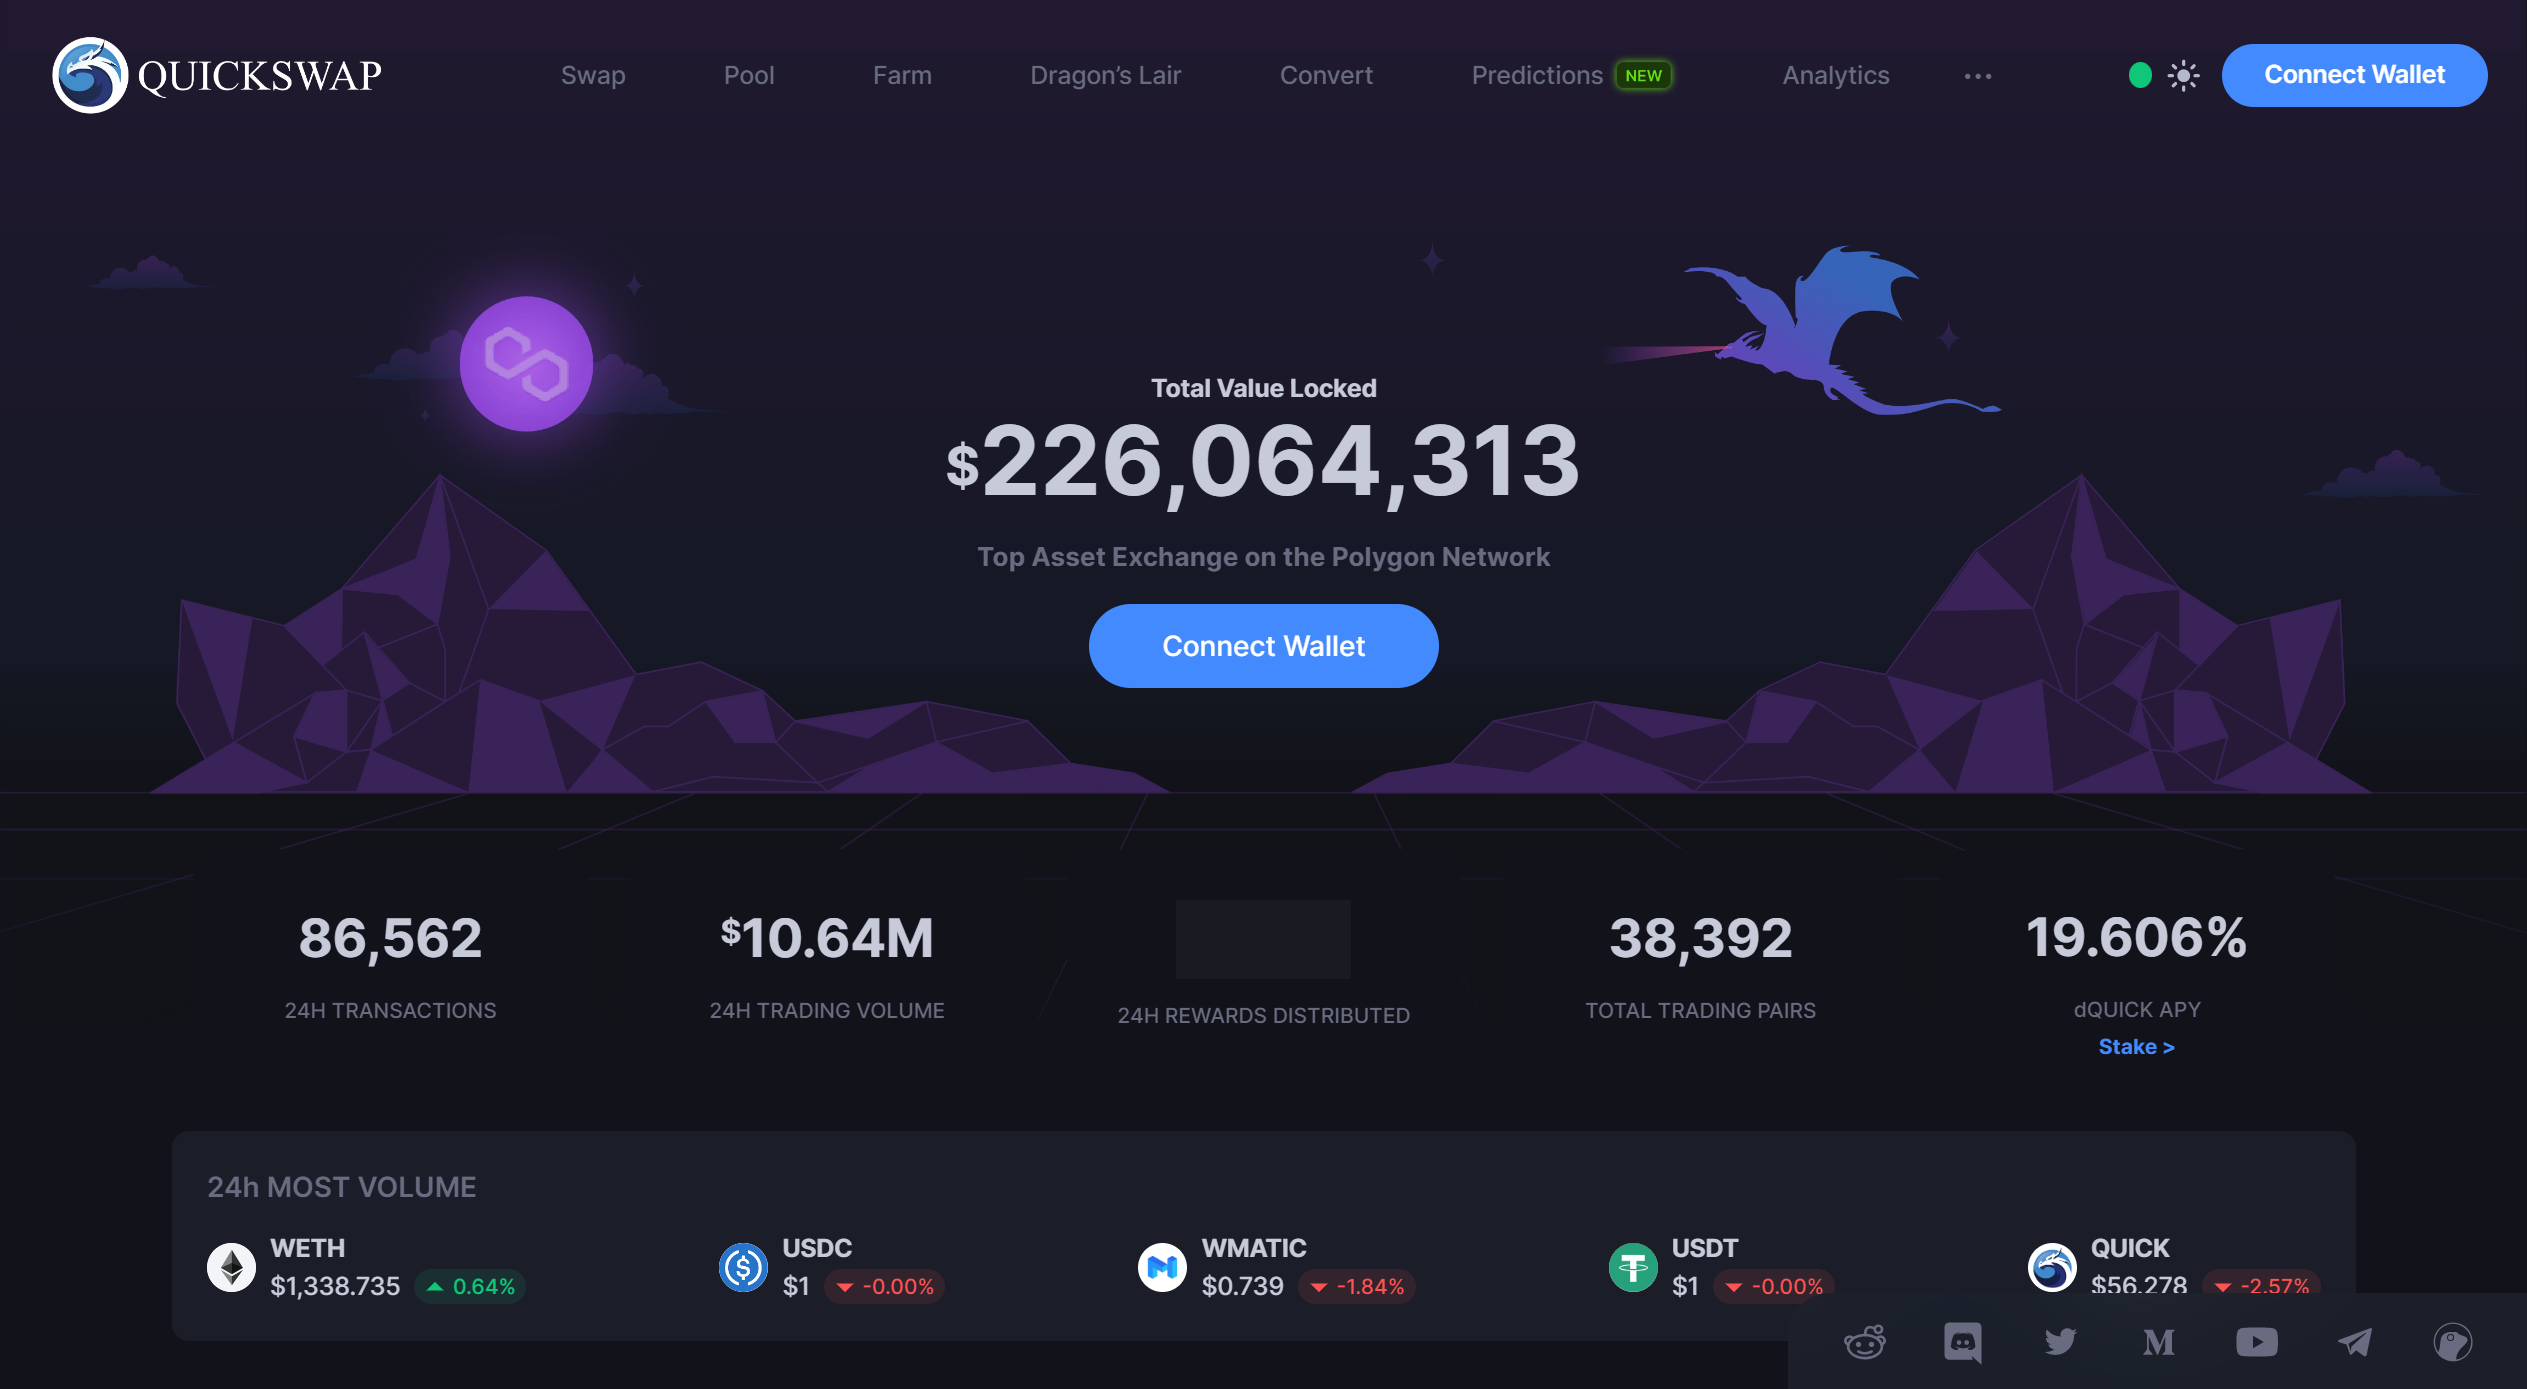 QUICKSWAP
Swap Pool Farm Dragon’s Lair Convert Predictions NEW Analytics ••• Connect Wallet
Total Value Locked
$226,064,313
Top Asset Exchange on the Polygon Network
Connect Wallet
86,562
24H TRANSACTIONS
$10.64M
24H TRADING VOLUME
24H REWARDS DISTRIBUTED
38,392
TOTAL TRADING PAIRS
19.606%
dQUICK APY
Stake >
24h MOST VOLUME
WETH
$1,338.735 0.64%
USDC
$1 -0.00%
WMATIC
$0.739 -1.84%
USDT
$1 -0.00%
QUICK
$56.278 -2.57%